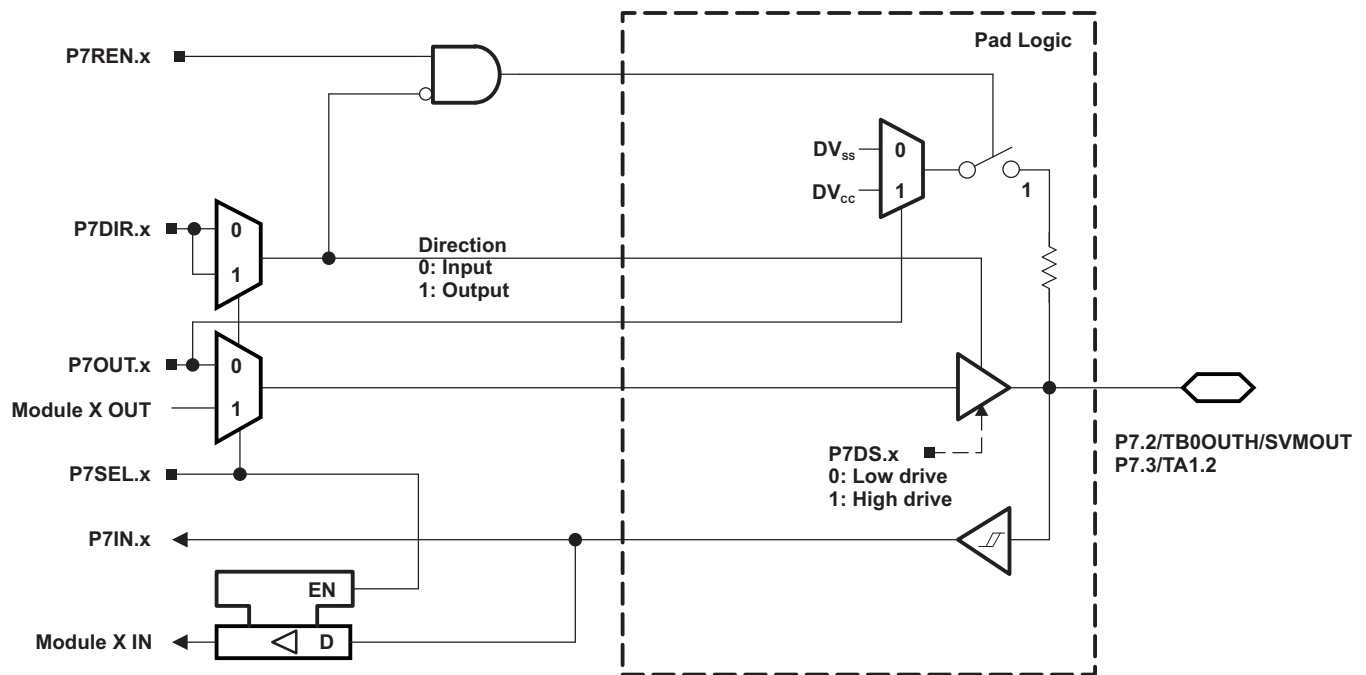 Pad Logic
P7REN.x
DVSS
0
DVCC
1
1
P7DIR.x
0
1
Direction
0: Input
1: Output
P7OUT.x
0
Module X OUT
1
P7DS.x
0: Low drive
1: High drive
P7.2/TB0OUTH/SVMOUT
P7.3/TA1.2
P7SEL.x
P7IN.x
EN
Module X IN
D